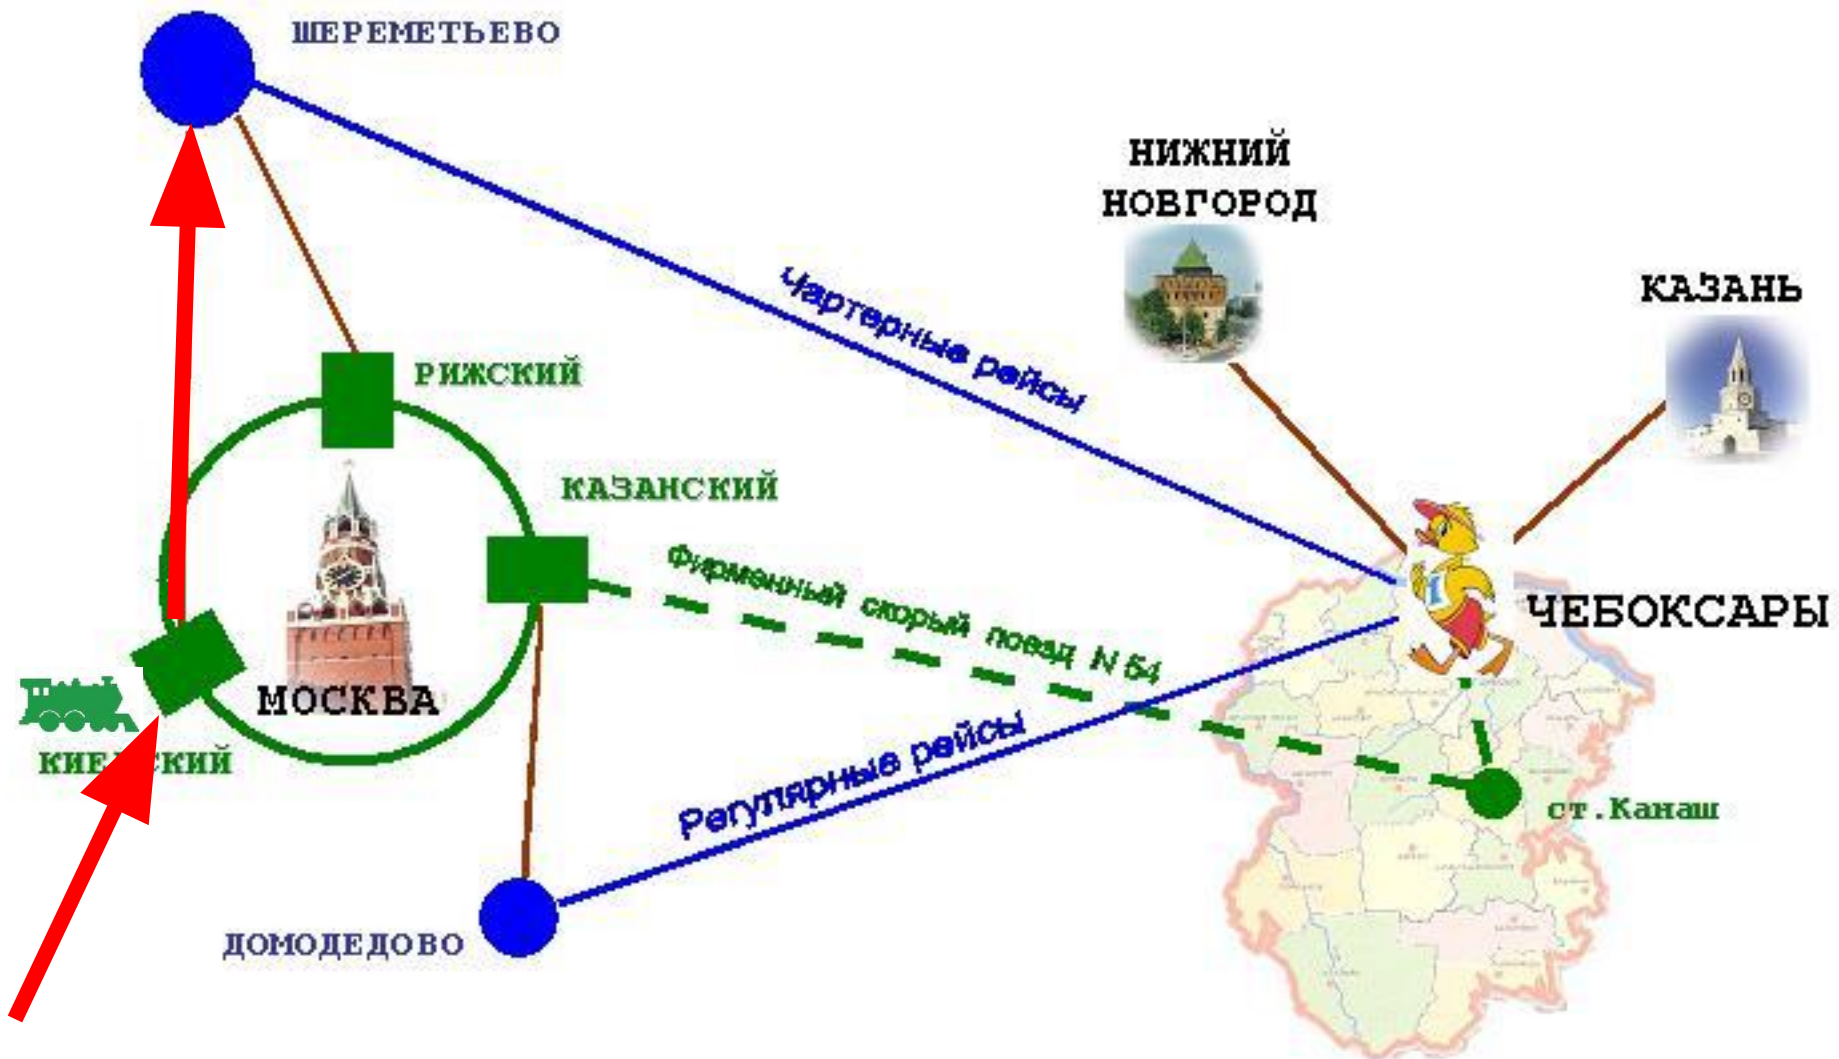 ШЕРЕМЕТЬЕВО
НИЖНИЙ
НОВГОРОД
КАЗАНЬ
Чартерные рейсы
РИЖСКИЙ
КАЗАНСКИЙ
Фирменный скорый поезд N 54
ЧЕБОКСАРЫ
МОСКВА
Регулярные рейсы
ст.Канаш
ДОМОДЕДОВО